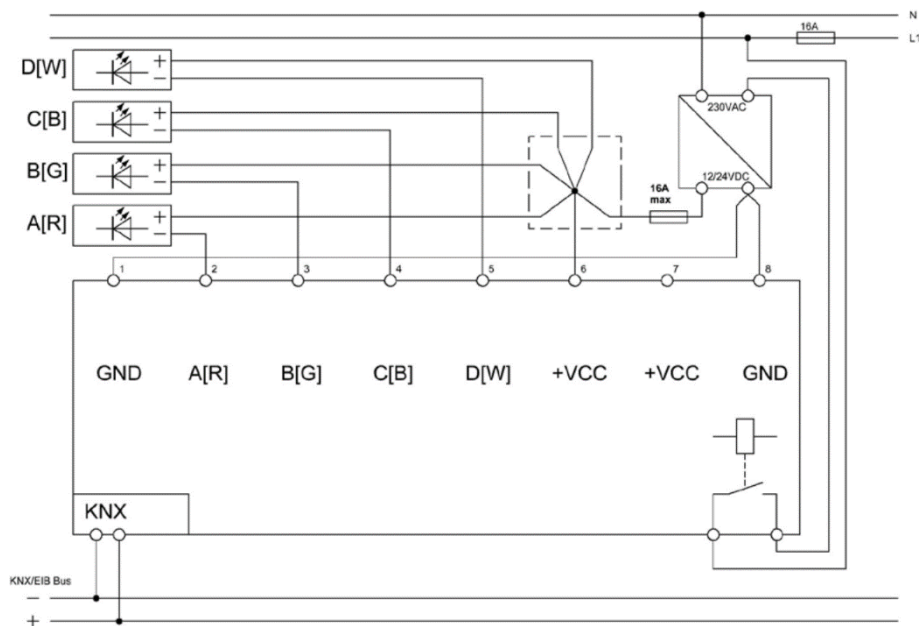 N
16A
L1
D[W]
+
−
C[B]
+
−
B[G]
+
−
A[R]
+
−
230VAC
12/24VDC
16A
max
1 2 3 4 5 6 7 8
GND A[R] B[G] C[B] D[W] +VCC +VCC GND
KNX
KNX/EIB Bus
−
+